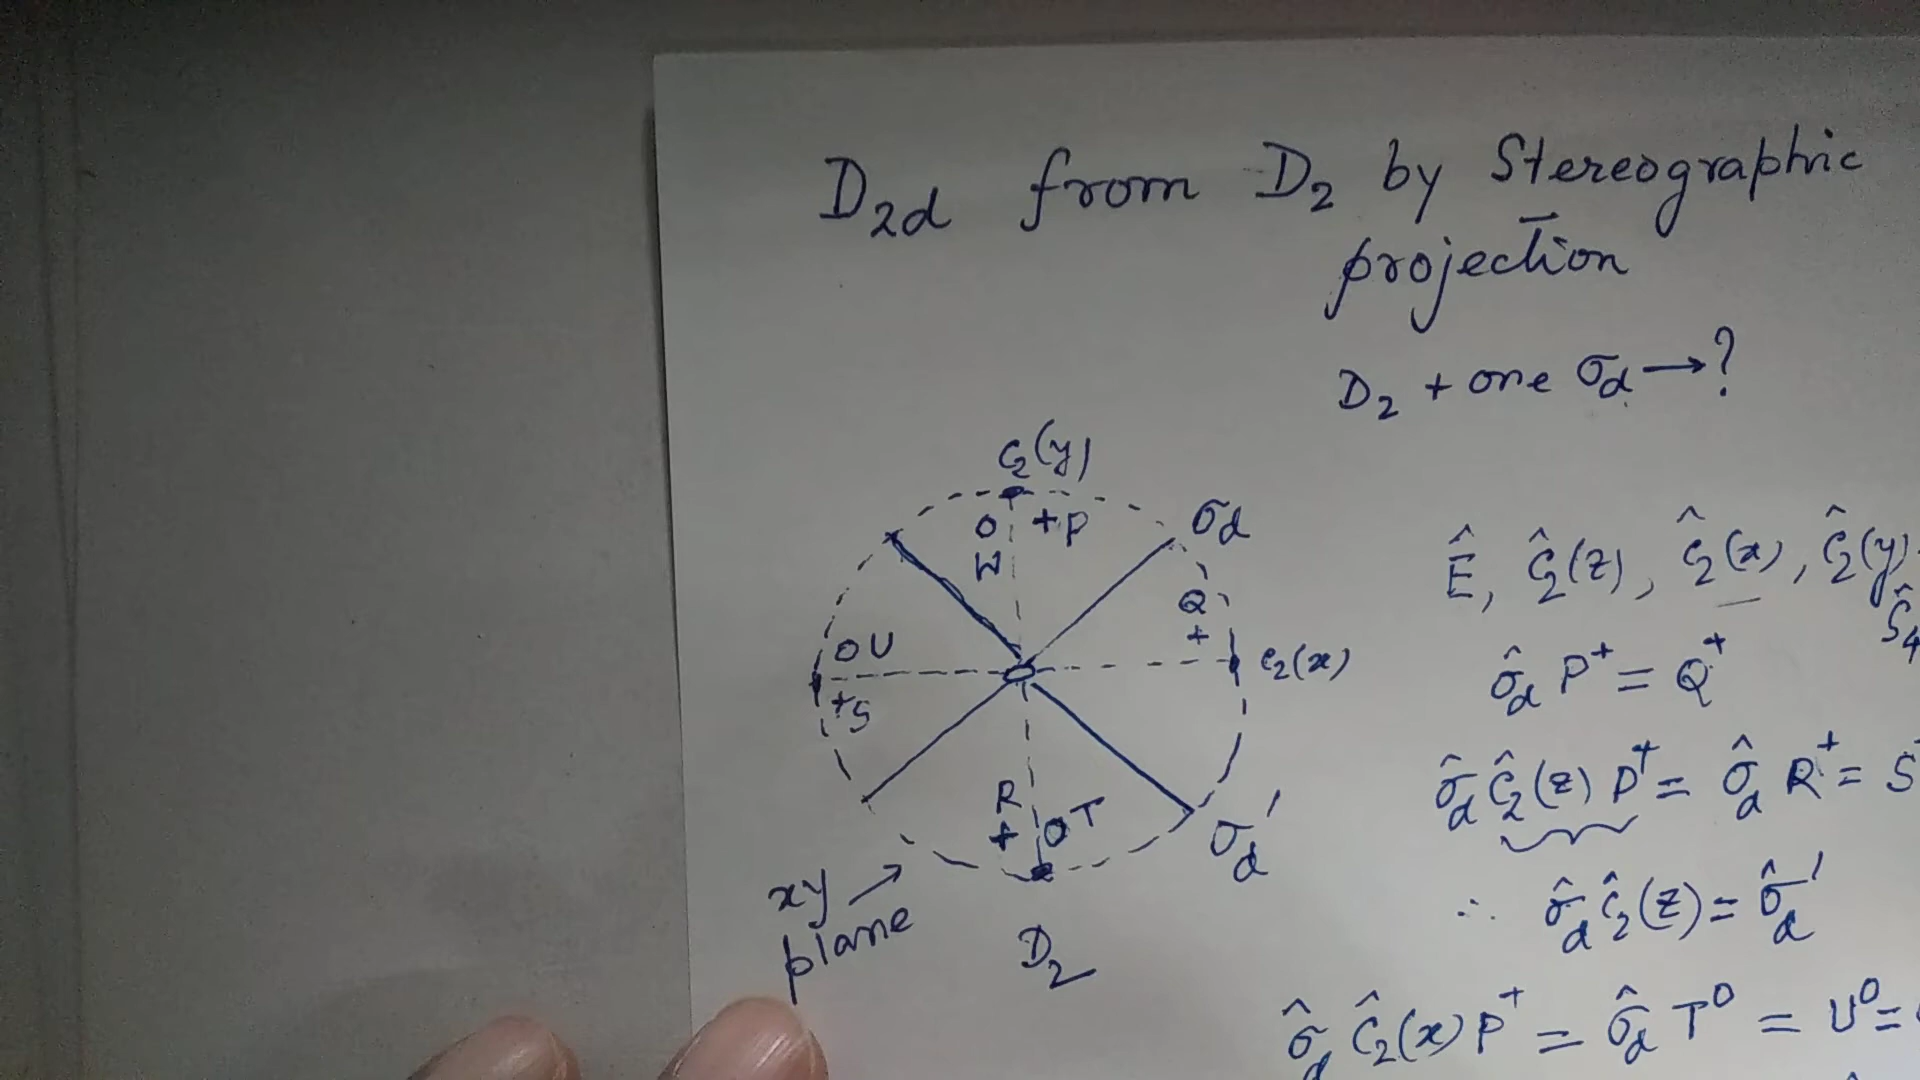 D₂d from D₂ by Stereographic
projection
D₂ + one σd → ?
C₂(y)
O +P σd
W
Q
+
OU C₂(x)
+S
R
+ OT
σd′
xy →
plane
D₂
Ê, Ĉ₂(z), Ĉ₂(x), Ĉ₂(y)
Ŝ₄
σ̂d P⁺ = Q⁺
σ̂d Ĉ₂(z) P⁺ = σ̂d R⁺ = S
∴ σ̂d Ĉ₂(z) = σ̂d′
σ̂d Ĉ₂(x) P⁺ = σ̂d T⁰ = U⁰ =